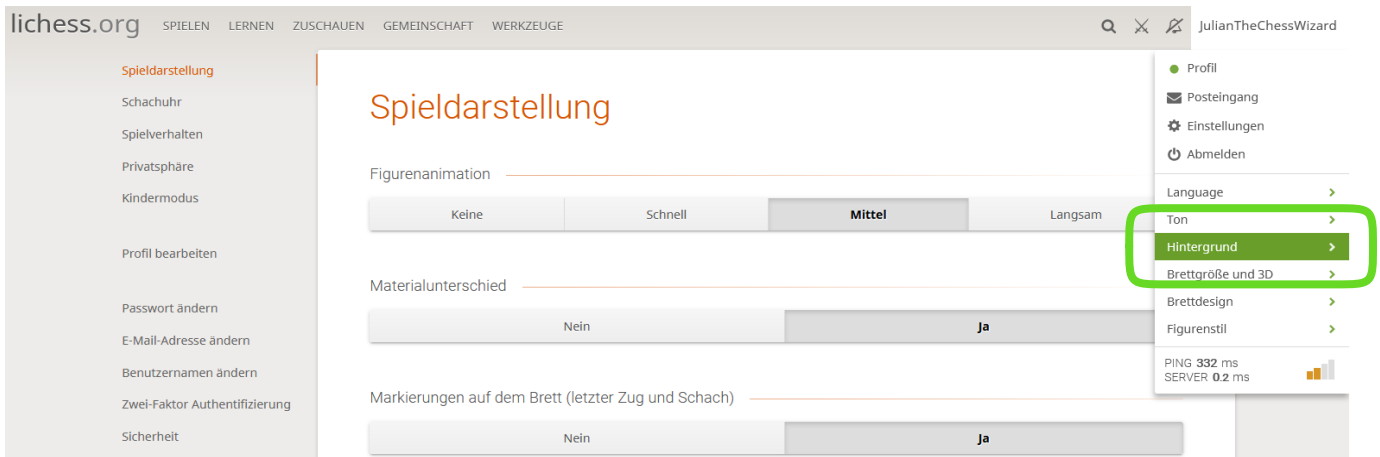 lichess.org SPIELEN LERNEN ZUSCHAUEN GEMEINSCHAFT WERKZEUGE JulianTheChessWizard
Spieldarstellung
Schachuhr
Spielverhalten
Privatsphäre
Kindermodus
Profil bearbeiten
Passwort ändern
E-Mail-Adresse ändern
Benutzernamen ändern
Zwei-Faktor Authentifizierung
Sicherheit
Spieldarstellung
Figurenanimation
Keine Schnell Mittel Langsam
Materialunterschied
Nein Ja
Markierungen auf dem Brett (letzter Zug und Schach)
Nein Ja
Profil
Posteingang
Einstellungen
Abmelden
Language
Ton
Hintergrund
Brettgröße und 3D
Brettdesign
Figurenstil
PING 332 ms
SERVER 0.2 ms